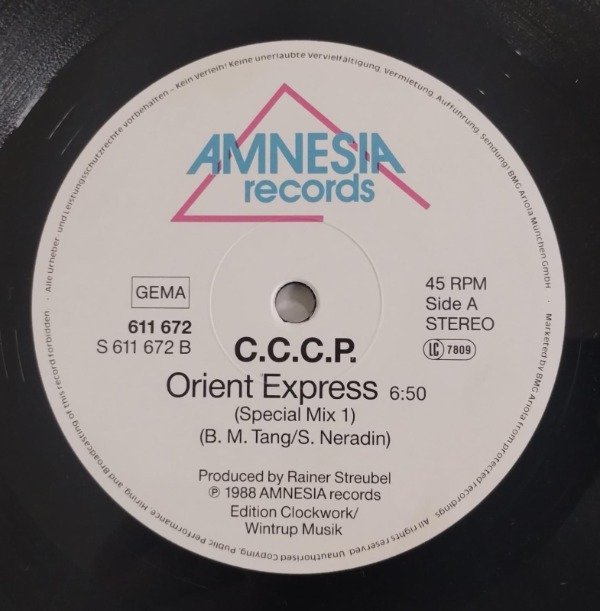 · Alle Urheber- und Leistungsschutzrechte vorbehalten – Kein Verleih! Keine unerlaubte Vervielfältigung, Vermietung, Aufführung, Sendung! BMG Ariola München GmbH · Marketed by BMG Ariola from protected recordings.
AMNESIA
records
GEMA
45 RPM
Side A
STEREO
611 672
S 611 672 B
LC 7809
C.C.C.P.
Orient Express 6:50
(Special Mix 1)
(B. M. Tang/S. Neradin)
Produced by Rainer Streubel
℗ 1988 AMNESIA records
Edition Clockwork/
Wintrup Musik
All rights reserved. Unauthorised Copying, Public Performance, Hiring and Broadcasting of this record forbidden ·